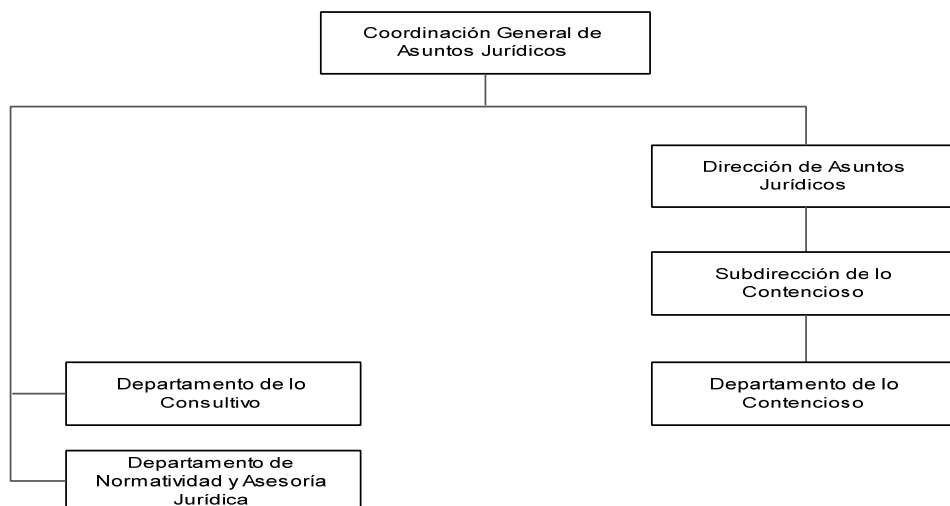 Coordinación General de
Asuntos Jurídicos
Dirección de Asuntos
Jurídicos
Subdirección de lo
Contencioso
Departamento de lo
Consultivo
Departamento de lo
Contencioso
Departamento de
Normatividad y Asesoría
Jurídica